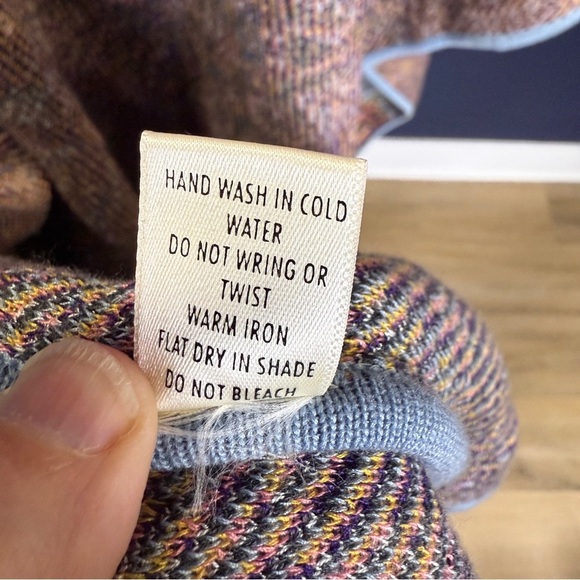 HAND WASH IN COLD
WATER
DO NOT WRING OR
TWIST
WARM IRON
FLAT DRY IN SHADE
DO NOT BLEACH